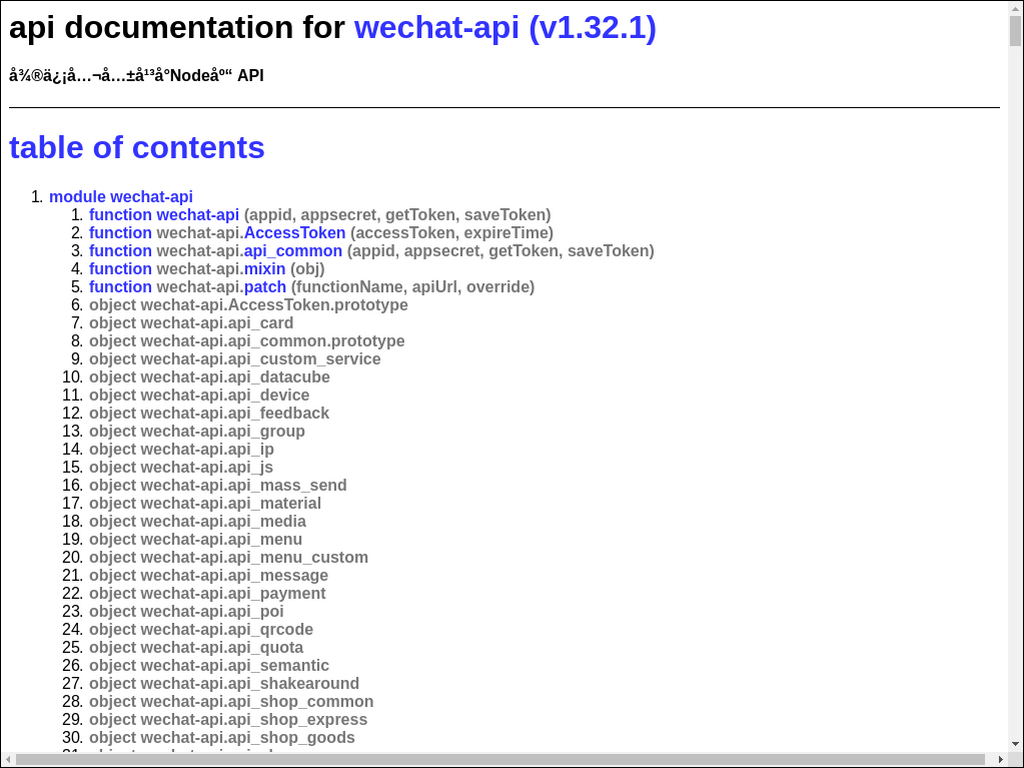 api documentation for wechat-api (v1.32.1)
å¾®ä¿¡å…¬å…±å¹³å°Nodeåº“ API
table of contents
1. module wechat-api
1. function wechat-api (appid, appsecret, getToken, saveToken)
2. function wechat-api.AccessToken (accessToken, expireTime)
3. function wechat-api.api_common (appid, appsecret, getToken, saveToken)
4. function wechat-api.mixin (obj)
5. function wechat-api.patch (functionName, apiUrl, override)
6. object wechat-api.AccessToken.prototype
7. object wechat-api.api_card
8. object wechat-api.api_common.prototype
9. object wechat-api.api_custom_service
10. object wechat-api.api_datacube
11. object wechat-api.api_device
12. object wechat-api.api_feedback
13. object wechat-api.api_group
14. object wechat-api.api_ip
15. object wechat-api.api_js
16. object wechat-api.api_mass_send
17. object wechat-api.api_material
18. object wechat-api.api_media
19. object wechat-api.api_menu
20. object wechat-api.api_menu_custom
21. object wechat-api.api_message
22. object wechat-api.api_payment
23. object wechat-api.api_poi
24. object wechat-api.api_qrcode
25. object wechat-api.api_quota
26. object wechat-api.api_semantic
27. object wechat-api.api_shakearound
28. object wechat-api.api_shop_common
29. object wechat-api.api_shop_express
30. object wechat-api.api_shop_goods